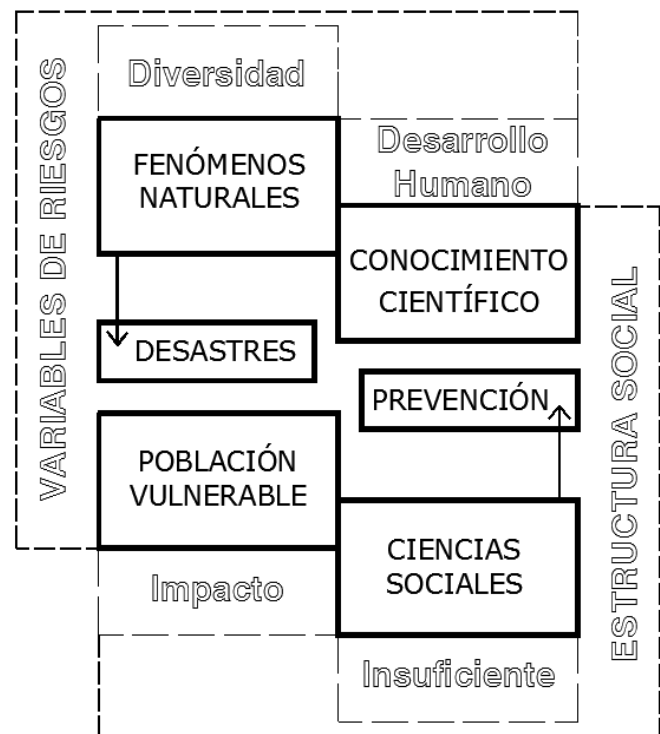 Diversidad
FENÓMENOS
NATURALES
Desarrollo
Humano
CONOCIMIENTO
CIENTÍFICO
VARIABLES DE RIESGOS
DESASTRES
PREVENCIÓN
POBLACIÓN
VULNERABLE
CIENCIAS
SOCIALES
ESTRUCTURA SOCIAL
Impacto
Insuficiente